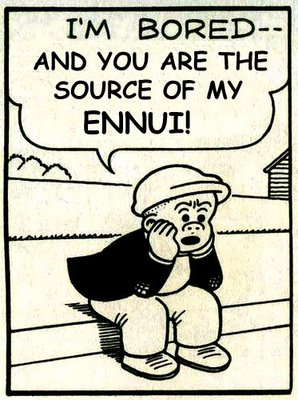 I'M BORED--
AND YOU ARE THE
SOURCE OF MY
ENNUI!